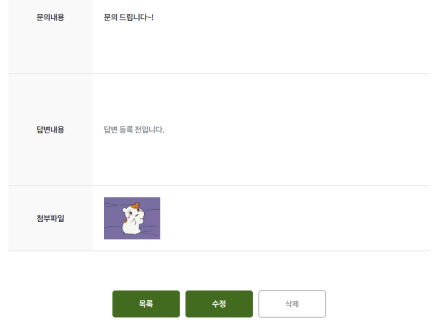 문의내용
문의 드립니다~!
답변내용
답변 등록 전입니다.
첨부파일
목록
수정
삭제